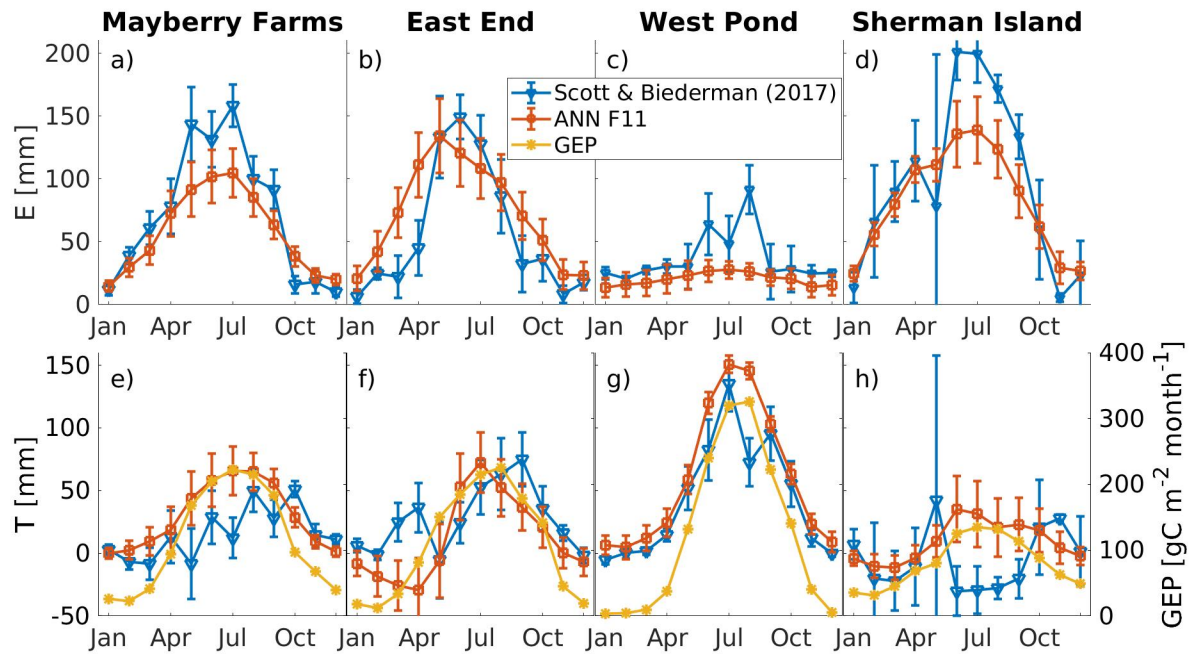 Mayberry Farms East End West Pond Sherman Island
a) b) c) d)
E [mm]
200
150
100
50
0
Scott & Biederman (2017)
ANN F11
GEP
Jan Apr Jul Oct Jan Apr Jul Oct Jan Apr Jul Oct Jan Apr Jul Oct
e) f) g) h)
T [mm]
150
100
50
0
-50
400
300
200
100
0
GEP [gC m⁻² month⁻¹]
Jan Apr Jul Oct Jan Apr Jul Oct Jan Apr Jul Oct Jan Apr Jul Oct